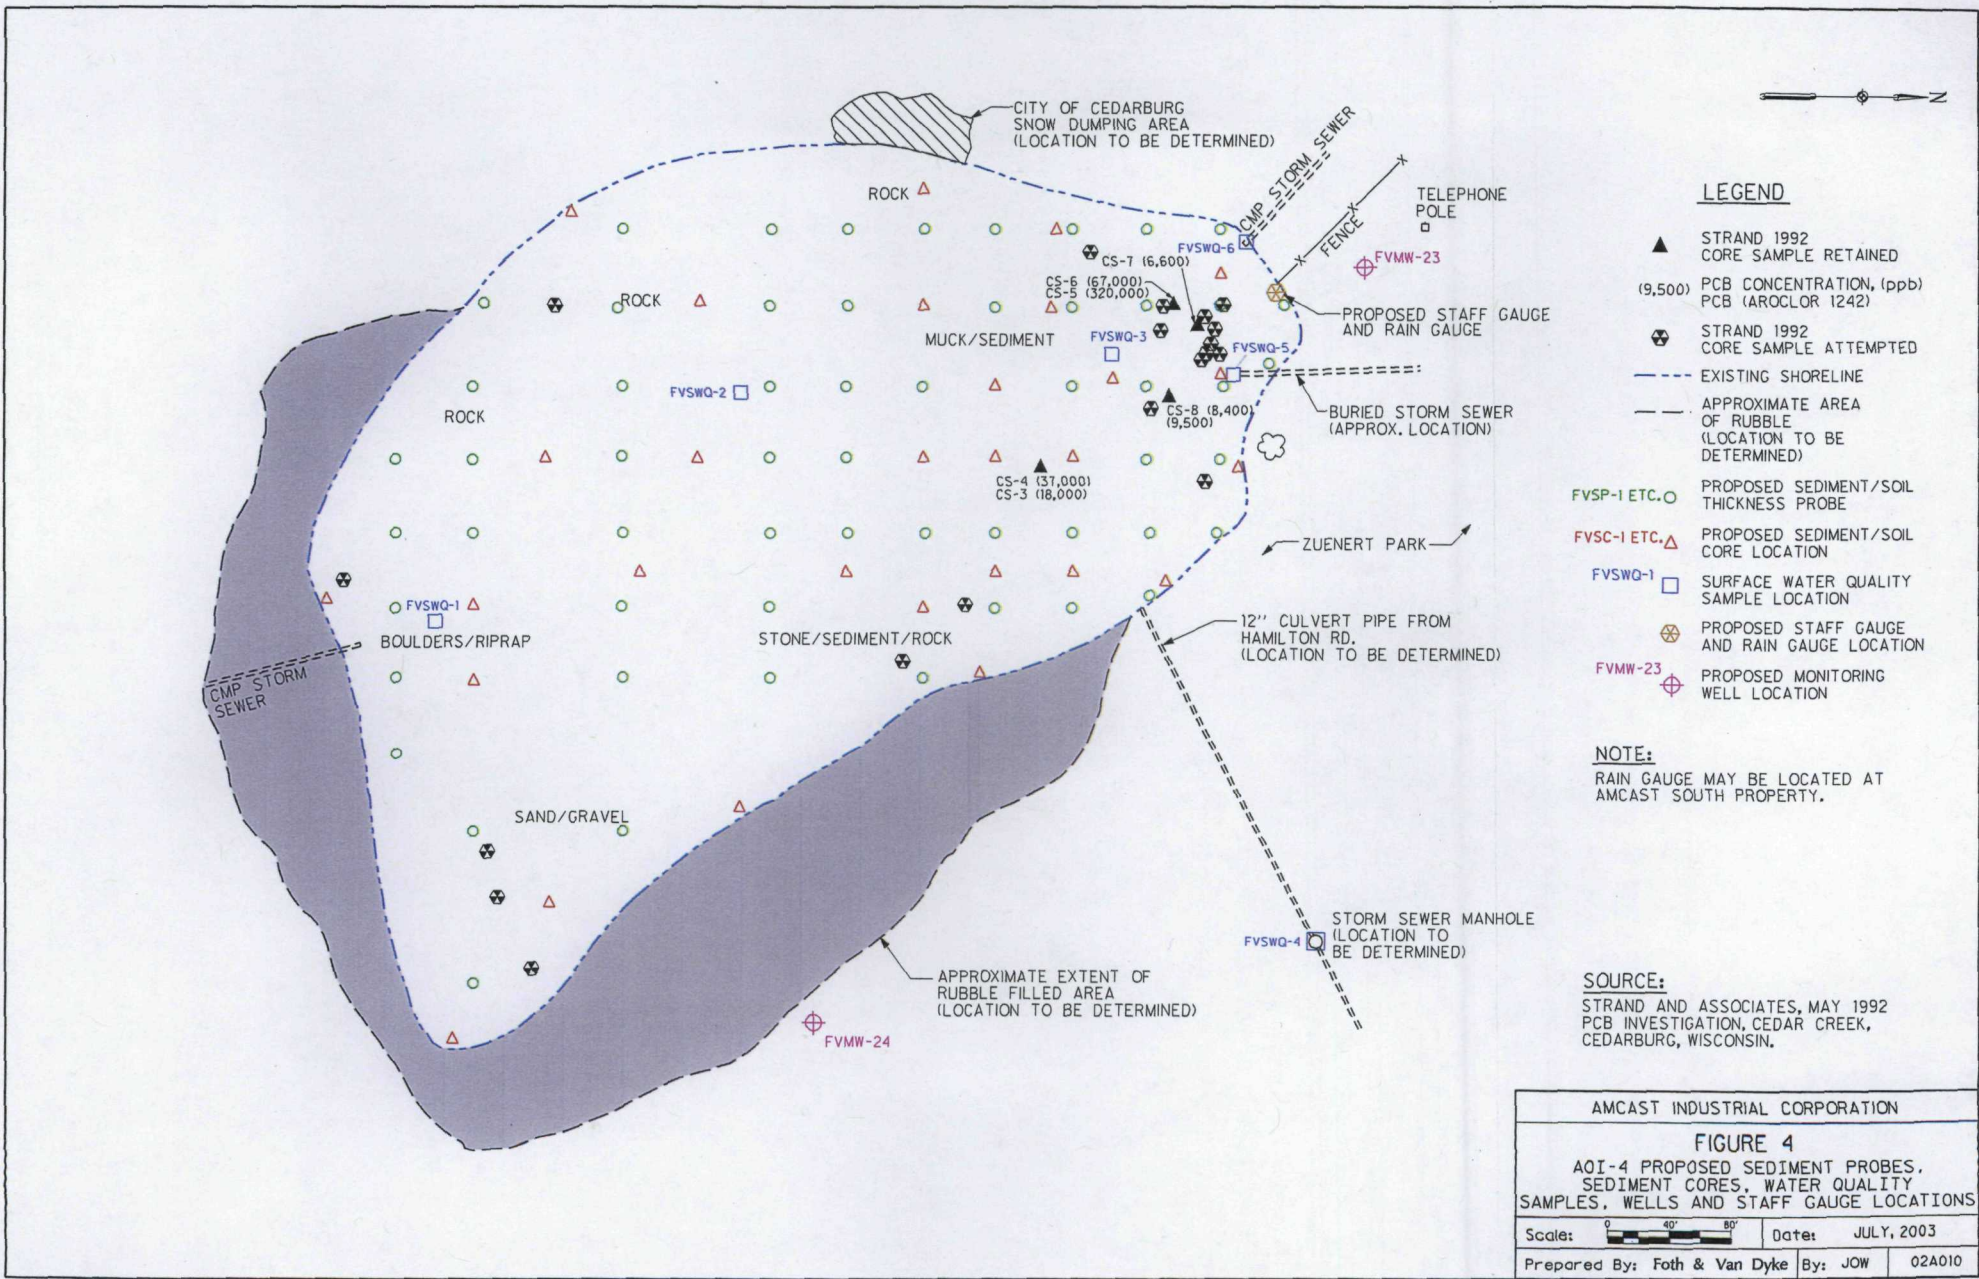 CITY OF CEDARBURG
SNOW DUMPING AREA
(LOCATION TO BE DETERMINED)
CMP STORM SEWER
N
ROCK
TELEPHONE
POLE
FENCE
X
X
X
FVSWQ-6
FVMW-23
CS-7 (6,600)
CS-6 (67,000)
CS-5 (320,000)
ROCK
PROPOSED STAFF GAUGE
AND RAIN GAUGE
MUCK/SEDIMENT
FVSWQ-3
FVSWQ-5
FVSWQ-2
ROCK
CS-8 (8,400)
(9,500)
BURIED STORM SEWER
(APPROX. LOCATION)
CS-4 (37,000)
CS-3 (18,000)
ZUENERT PARK
FVSWQ-1
BOULDERS/RIPRAP
STONE/SEDIMENT/ROCK
12" CULVERT PIPE FROM
HAMILTON RD.
(LOCATION TO BE DETERMINED)
CMP STORM
SEWER
SAND/GRAVEL
FVSWQ-4
STORM SEWER MANHOLE
(LOCATION TO
BE DETERMINED)
APPROXIMATE EXTENT OF
RUBBLE FILLED AREA
(LOCATION TO BE DETERMINED)
FVMW-24
LEGEND
STRAND 1992
CORE SAMPLE RETAINED
(9,500) PCB CONCENTRATION, (ppb)
PCB (AROCLOR 1242)
STRAND 1992
CORE SAMPLE ATTEMPTED
EXISTING SHORELINE
APPROXIMATE AREA
OF RUBBLE
(LOCATION TO BE
DETERMINED)
FVSP-1 ETC. PROPOSED SEDIMENT/SOIL
THICKNESS PROBE
FVSC-1 ETC. PROPOSED SEDIMENT/SOIL
CORE LOCATION
FVSWQ-1 SURFACE WATER QUALITY
SAMPLE LOCATION
PROPOSED STAFF GAUGE
AND RAIN GAUGE LOCATION
FVMW-23 PROPOSED MONITORING
WELL LOCATION
NOTE:
RAIN GAUGE MAY BE LOCATED AT
AMCAST SOUTH PROPERTY.
SOURCE:
STRAND AND ASSOCIATES, MAY 1992
PCB INVESTIGATION, CEDAR CREEK,
CEDARBURG, WISCONSIN.
AMCAST INDUSTRIAL CORPORATION
FIGURE 4
AOI-4 PROPOSED SEDIMENT PROBES,
SEDIMENT CORES, WATER QUALITY
SAMPLES, WELLS AND STAFF GAUGE LOCATIONS
Scale: 0 40' 80' Date: JULY, 2003
Prepared By: Foth & Van Dyke By: JOW 02A010